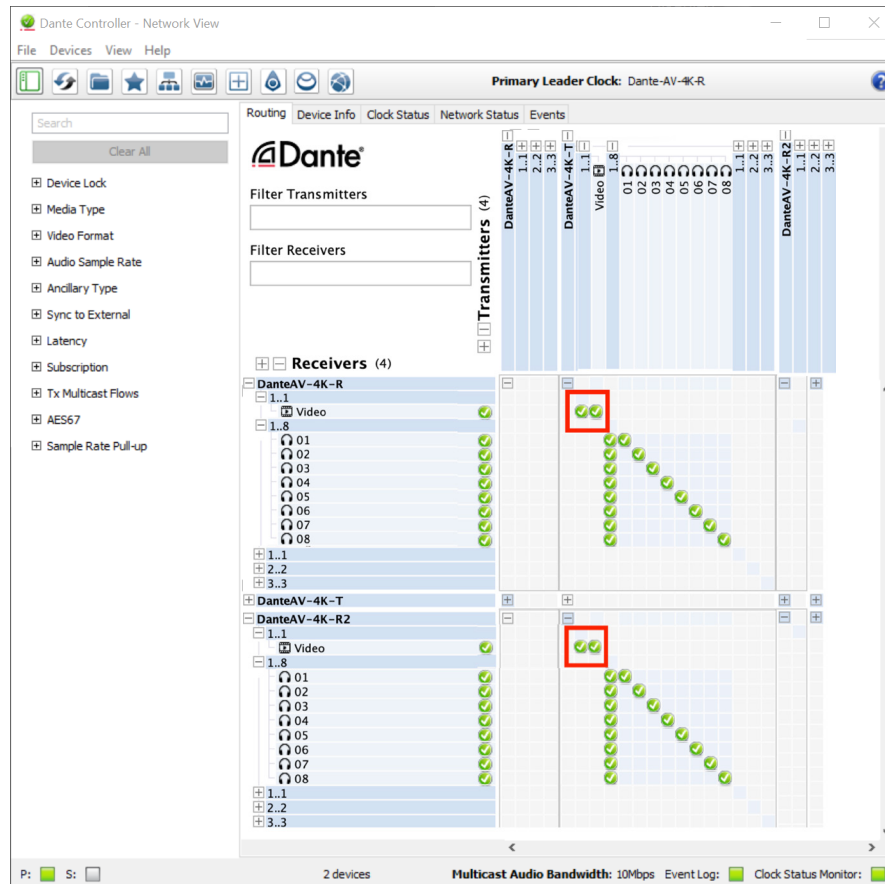 Dante Controller - Network View
File Devices View Help
Primary Leader Clock: Dante-AV-4K-R
?
Search
Clear All
Device Lock
Media Type
Video Format
Audio Sample Rate
Ancillary Type
Sync to External
Latency
Subscription
Tx Multicast Flows
AES67
Sample Rate Pull-up
Routing Device Info Clock Status Network Status Events
Dante
Filter Transmitters
Filter Receivers
Transmitters (4)
DanteAV-4K-R
1..1
2..2
3..3
DanteAV-4K-T
1..1
Video
1..8
01
02
03
04
05
06
07
08
1..1
2..2
3..3
DanteAV-4K-R2
1..1
2..2
3..3
Receivers (4)
DanteAV-4K-R
1..1
Video
1..8
01
02
03
04
05
06
07
08
1..1
2..2
3..3
DanteAV-4K-T
DanteAV-4K-R2
1..1
Video
1..8
01
02
03
04
05
06
07
08
1..1
2..2
3..3
P: S: 2 devices Multicast Audio Bandwidth: 10Mbps Event Log: Clock Status Monitor: